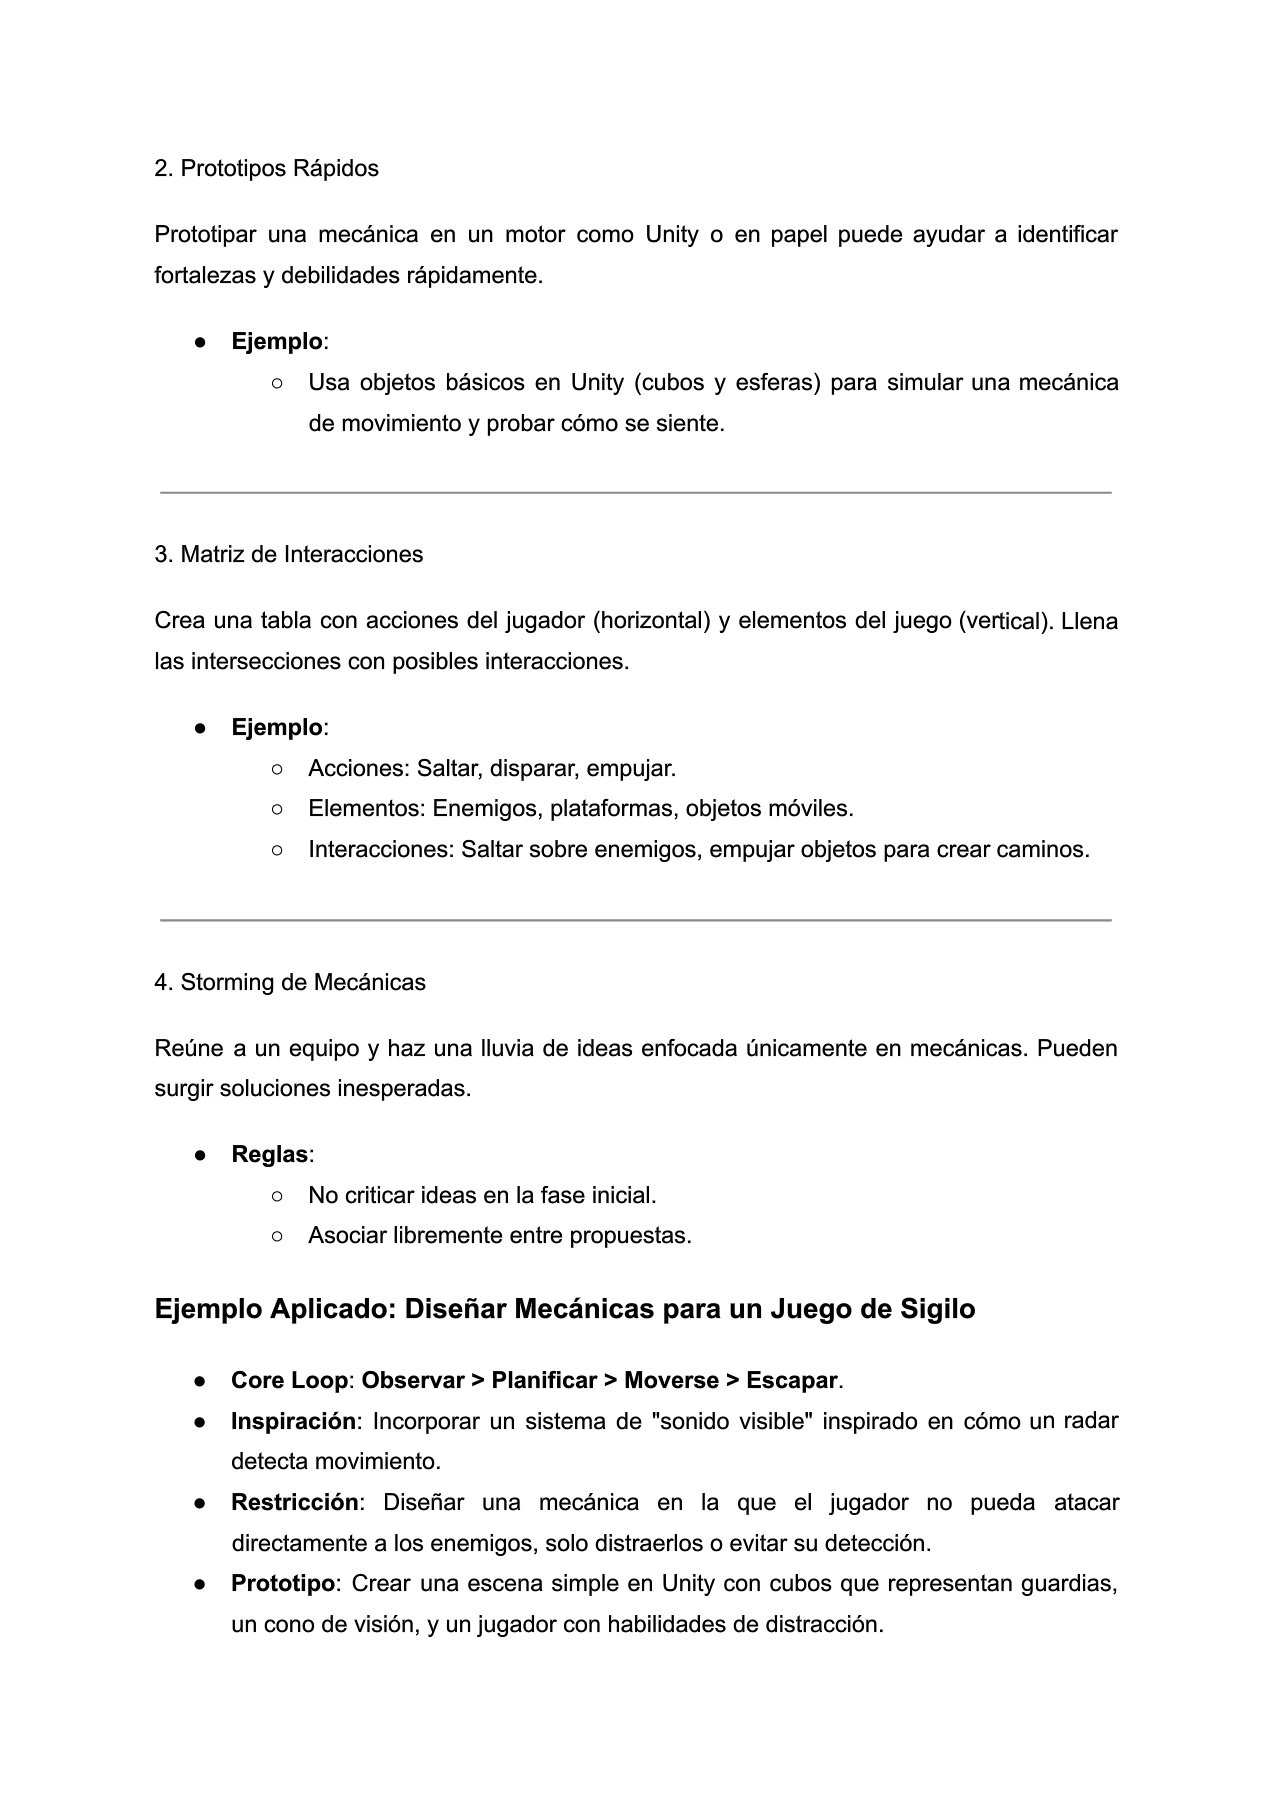 2. Prototipos Rápidos
Prototipar una mecánica en un motor como Unity o en papel puede ayudar a identificar
fortalezas y debilidades rápidamente.
● Ejemplo:
○ Usa objetos básicos en Unity (cubos y esferas) para simular una mecánica
de movimiento y probar cómo se siente.
3. Matriz de Interacciones
Crea una tabla con acciones del jugador (horizontal) y elementos del juego (vertical). Llena
las intersecciones con posibles interacciones.
● Ejemplo:
○ Acciones: Saltar, disparar, empujar.
○ Elementos: Enemigos, plataformas, objetos móviles.
○ Interacciones: Saltar sobre enemigos, empujar objetos para crear caminos.
4. Storming de Mecánicas
Reúne a un equipo y haz una lluvia de ideas enfocada únicamente en mecánicas. Pueden
surgir soluciones inesperadas.
● Reglas:
○ No criticar ideas en la fase inicial.
○ Asociar libremente entre propuestas.
Ejemplo Aplicado: Diseñar Mecánicas para un Juego de Sigilo
● Core Loop: Observar > Planificar > Moverse > Escapar.
● Inspiración: Incorporar un sistema de "sonido visible" inspirado en cómo un radar
detecta movimiento.
● Restricción: Diseñar una mecánica en la que el jugador no pueda atacar
directamente a los enemigos, solo distraerlos o evitar su detección.
● Prototipo: Crear una escena simple en Unity con cubos que representan guardias,
un cono de visión, y un jugador con habilidades de distracción.